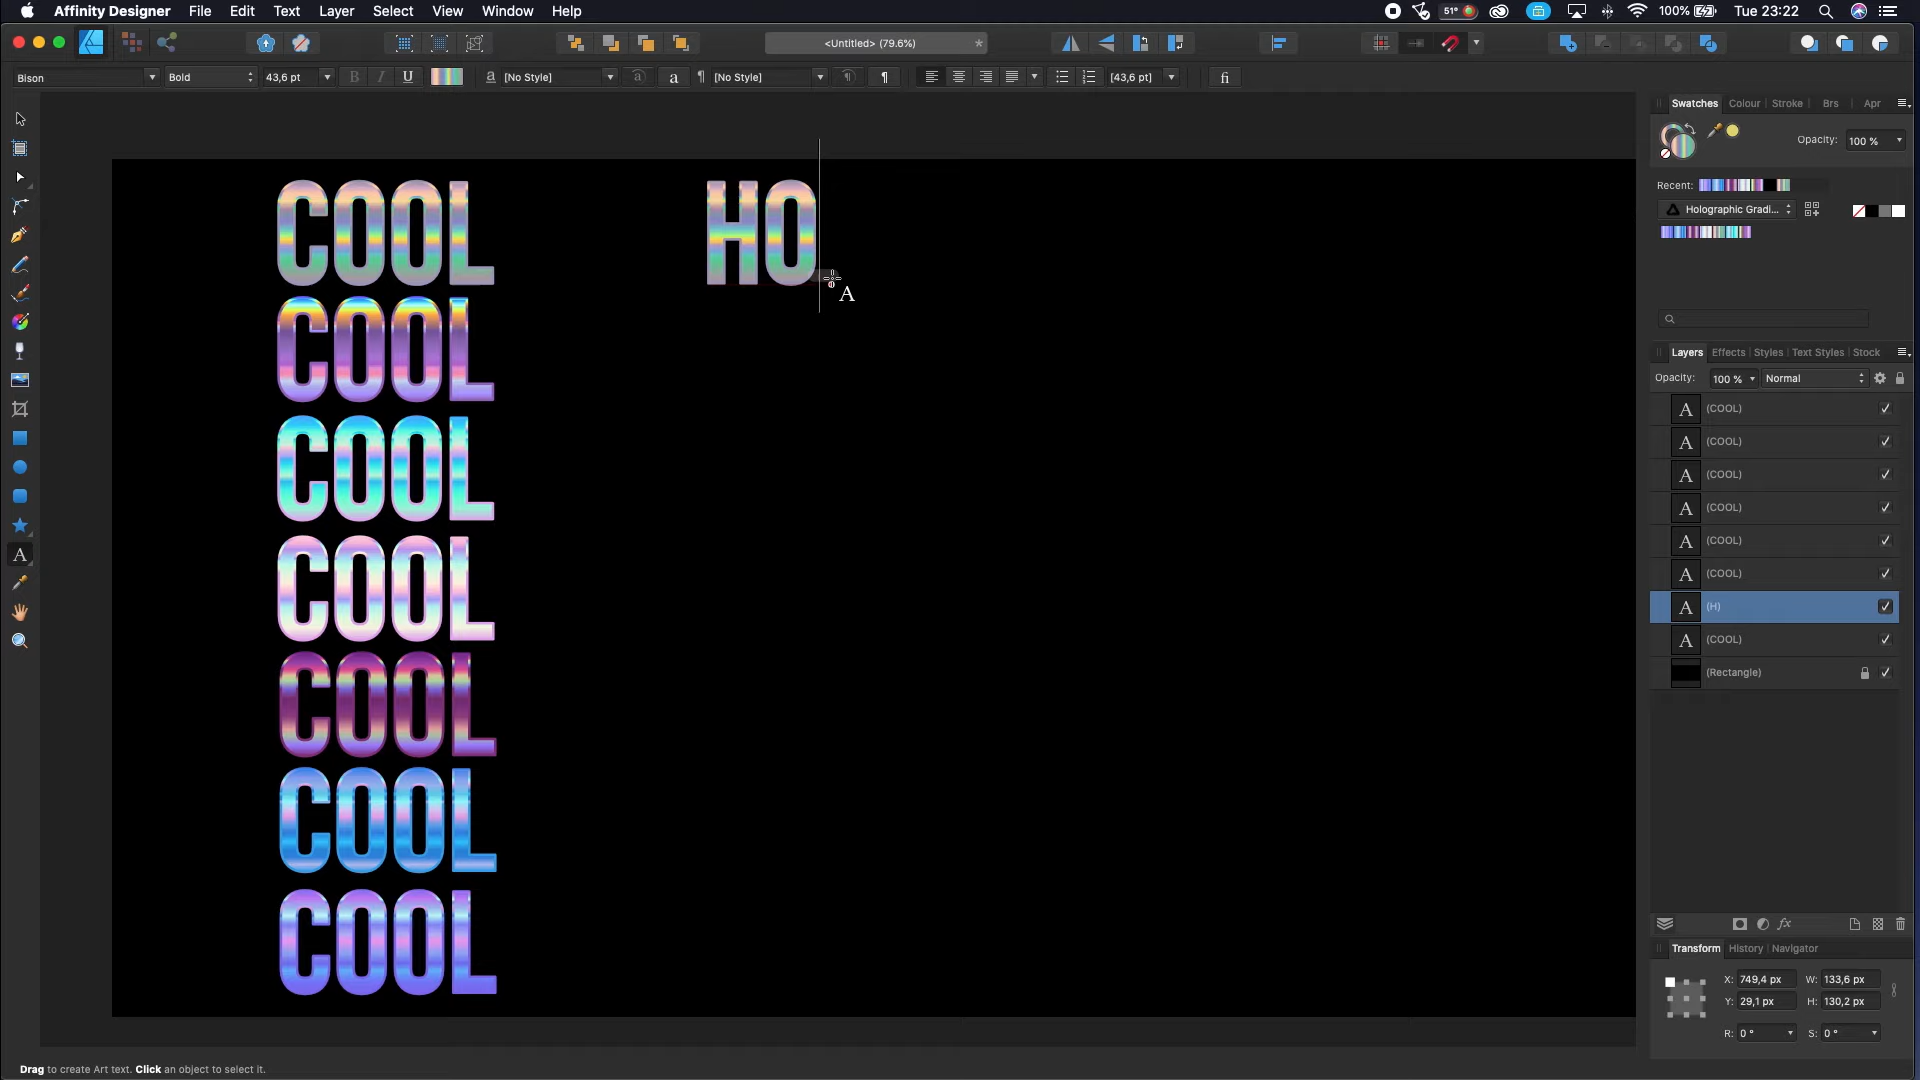 Affinity Designer File Edit Text Layer Select View Window Help 51° 100% Tue 23:22
<Untitled> (79.6%) *
Bison Bold 43,6 pt B I U a [No Style] a a ¶ [No Style] ¶ ¶ [43,6 pt] fi
Swatches Colour Stroke Brs Apr
Opacity: 100 %
Recent:
Holographic Gradi...
COOL HO
A
COOL
COOL
COOL
COOL
COOL
COOL
A
Layers Effects Styles Text Styles Stock
Opacity: 100 % Normal
A (COOL)
A (COOL)
A (COOL)
A (COOL)
A (COOL)
A (COOL)
A (H)
A (COOL)
(Rectangle)
fx
Transform History Navigator
X: 749,4 px W: 133,6 px
Y: 29,1 px H: 130,2 px
R: 0 ° S: 0 °
Drag to create Art text. Click an object to select it.